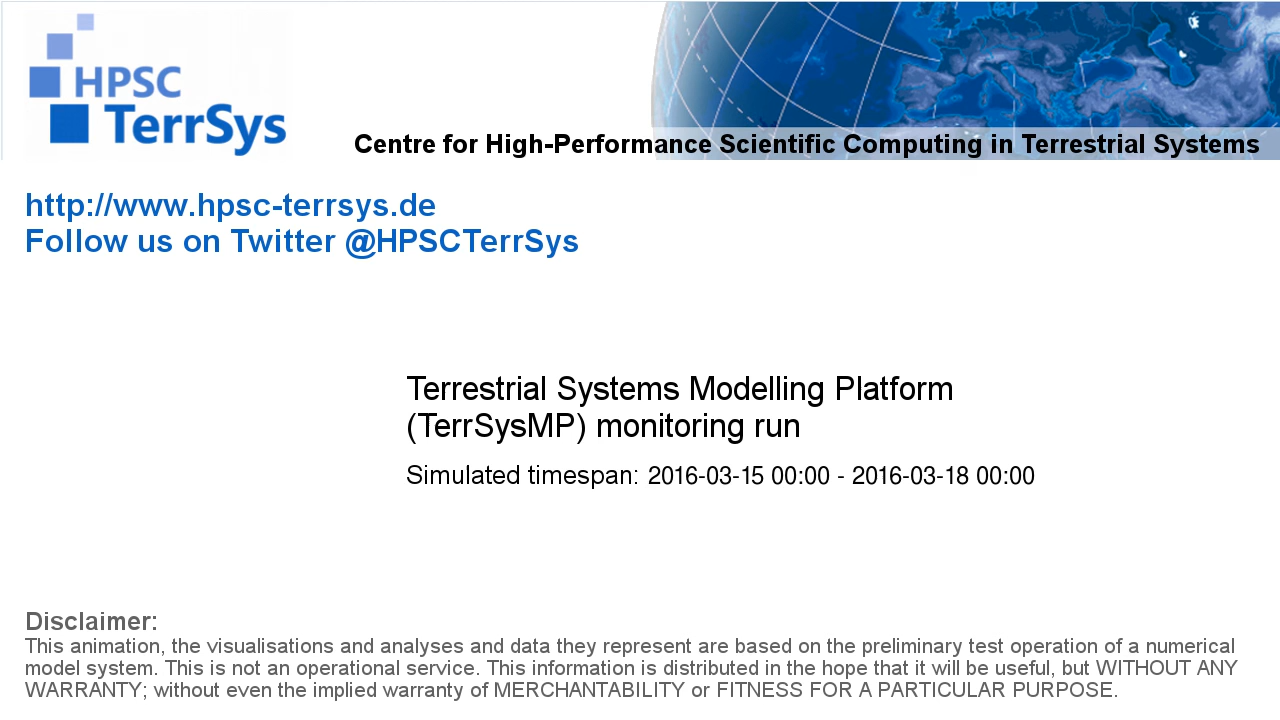 HPSC
TerrSys
Centre for High-Performance Scientific Computing in Terrestrial Systems
http://www.hpsc-terrsys.de
Follow us on Twitter @HPSCTerrSys
Terrestrial Systems Modelling Platform
(TerrSysMP) monitoring run
Simulated timespan: 2016-03-15 00:00 - 2016-03-18 00:00
Disclaimer:
This animation, the visualisations and analyses and data they represent are based on the preliminary test operation of a numerical
model system. This is not an operational service. This information is distributed in the hope that it will be useful, but WITHOUT ANY
WARRANTY; without even the implied warranty of MERCHANTABILITY or FITNESS FOR A PARTICULAR PURPOSE.